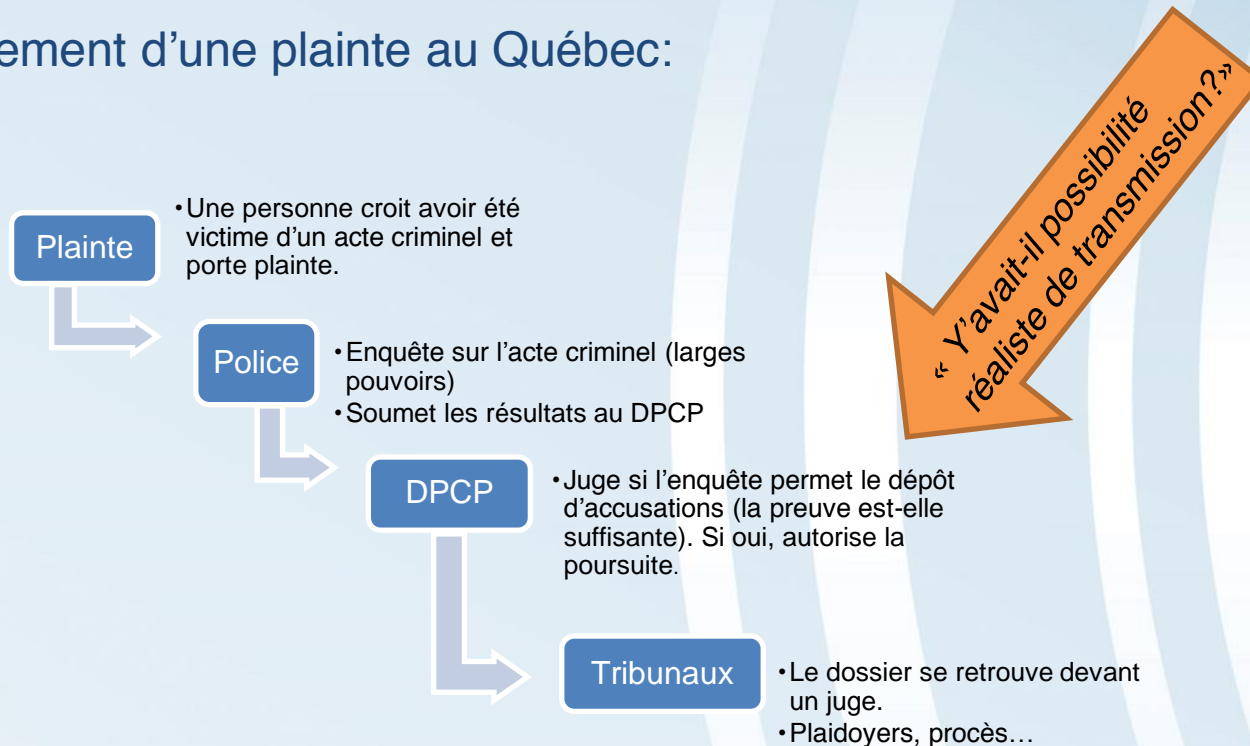 ement d’une plainte au Québec:
« Y’avait-il possibilité
réaliste de transmission?»
Plainte
•Une personne croit avoir été
victime d’un acte criminel et
porte plainte.
Police
•Enquête sur l’acte criminel (larges
pouvoirs)
•Soumet les résultats au DPCP
DPCP
•Juge si l’enquête permet le dépôt
d’accusations (la preuve est-elle
suffisante). Si oui, autorise la
poursuite.
Tribunaux
•Le dossier se retrouve devant
un juge.
•Plaidoyers, procès…